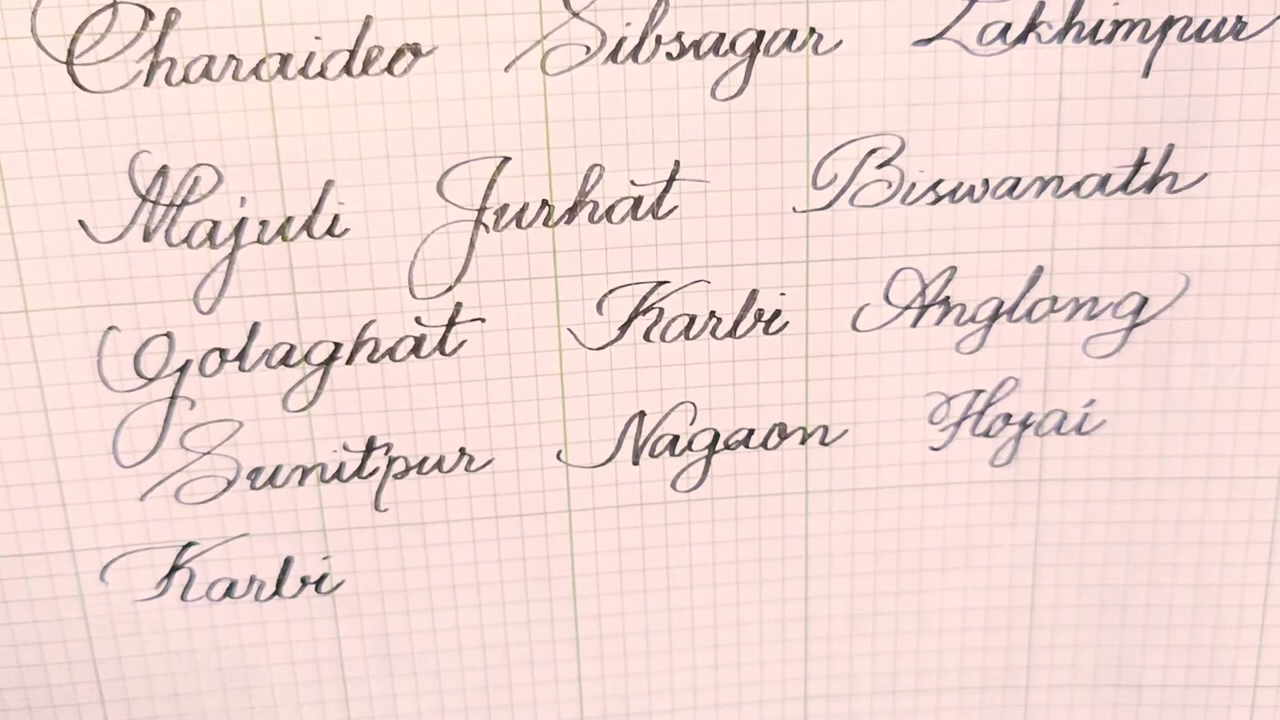 Charaideo Sibsagar Lakhimpur
Majuli Jurhat Biswanath
Golaghat Karbi Anglong
Sunitpur Nagaon Hojai
Karbi